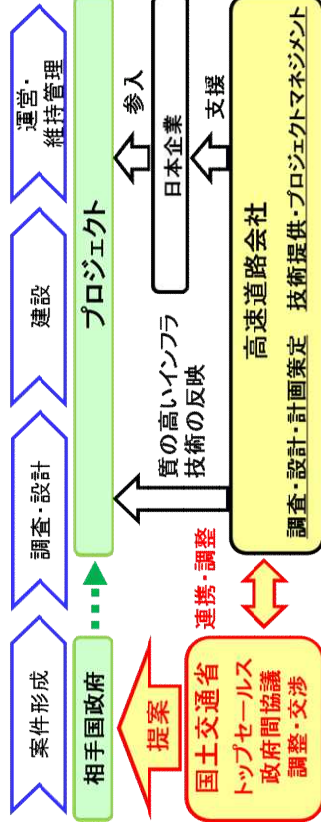 案件形成
調査・設計
建設
運営・
維持管理
相手国政府
プロジェクト
提案
質の高いインフラ
技術の反映
参入
日本企業
支援
連携・調整
国土交通省
トップセールス
政府間協議
調整・交渉
高速道路会社
調査・設計・計画策定 技術提供・プロジェクトマネジメント